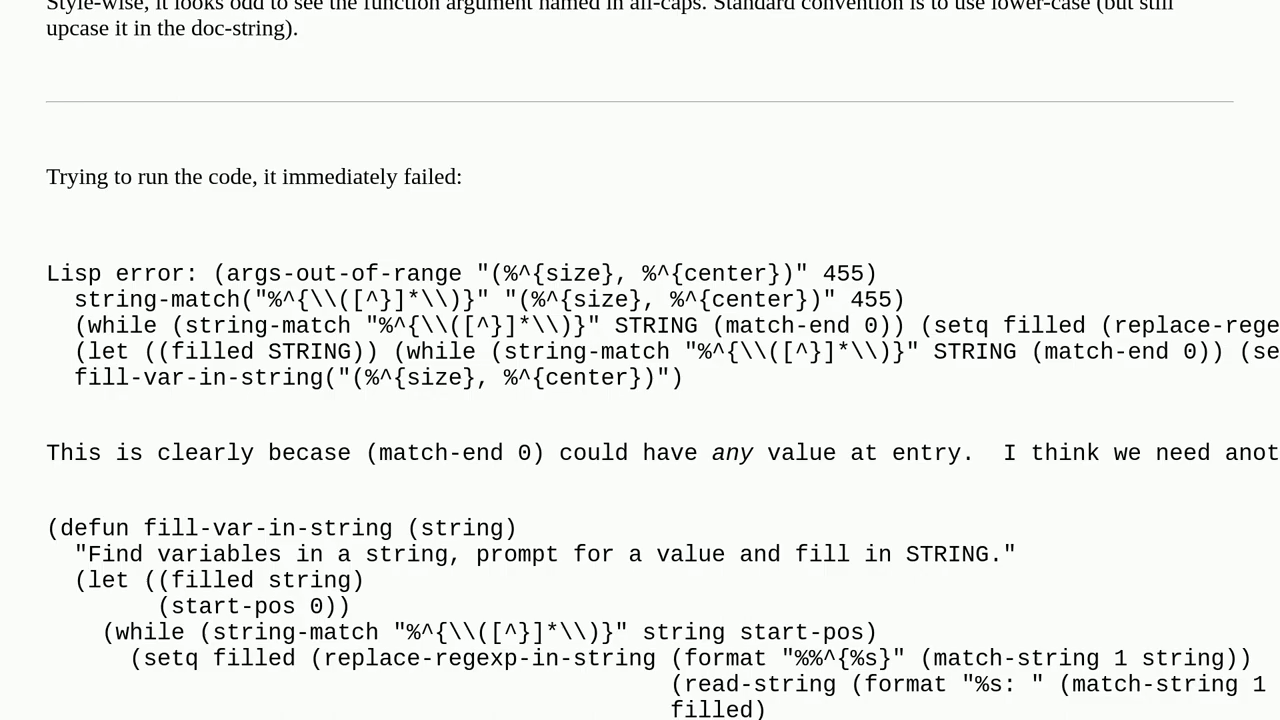 Style-wise, it looks odd to see the function argument named in all-caps. Standard convention is to use lower-case (but still
upcase it in the doc-string).
Trying to run the code, it immediately failed:
Lisp error: (args-out-of-range "(%^{size}, %^{center})" 455)
string-match("%^{\\([^}]*\\)}" "(%^{size}, %^{center})" 455)
(while (string-match "%^{\\([^}]*\\)}" STRING (match-end 0)) (setq filled (replace-rege
(let ((filled STRING)) (while (string-match "%^{\\([^}]*\\)}" STRING (match-end 0)) (se
fill-var-in-string("(%^{size}, %^{center})")
This is clearly becase (match-end 0) could have any value at entry.  I think we need anot
(defun fill-var-in-string (string)
"Find variables in a string, prompt for a value and fill in STRING."
(let ((filled string)
(start-pos 0))
(while (string-match "%^{\\([^}]*\\)}" string start-pos)
(setq filled (replace-regexp-in-string (format "%%^{%s}" (match-string 1 string))
(read-string (format "%s: " (match-string 1
filled)